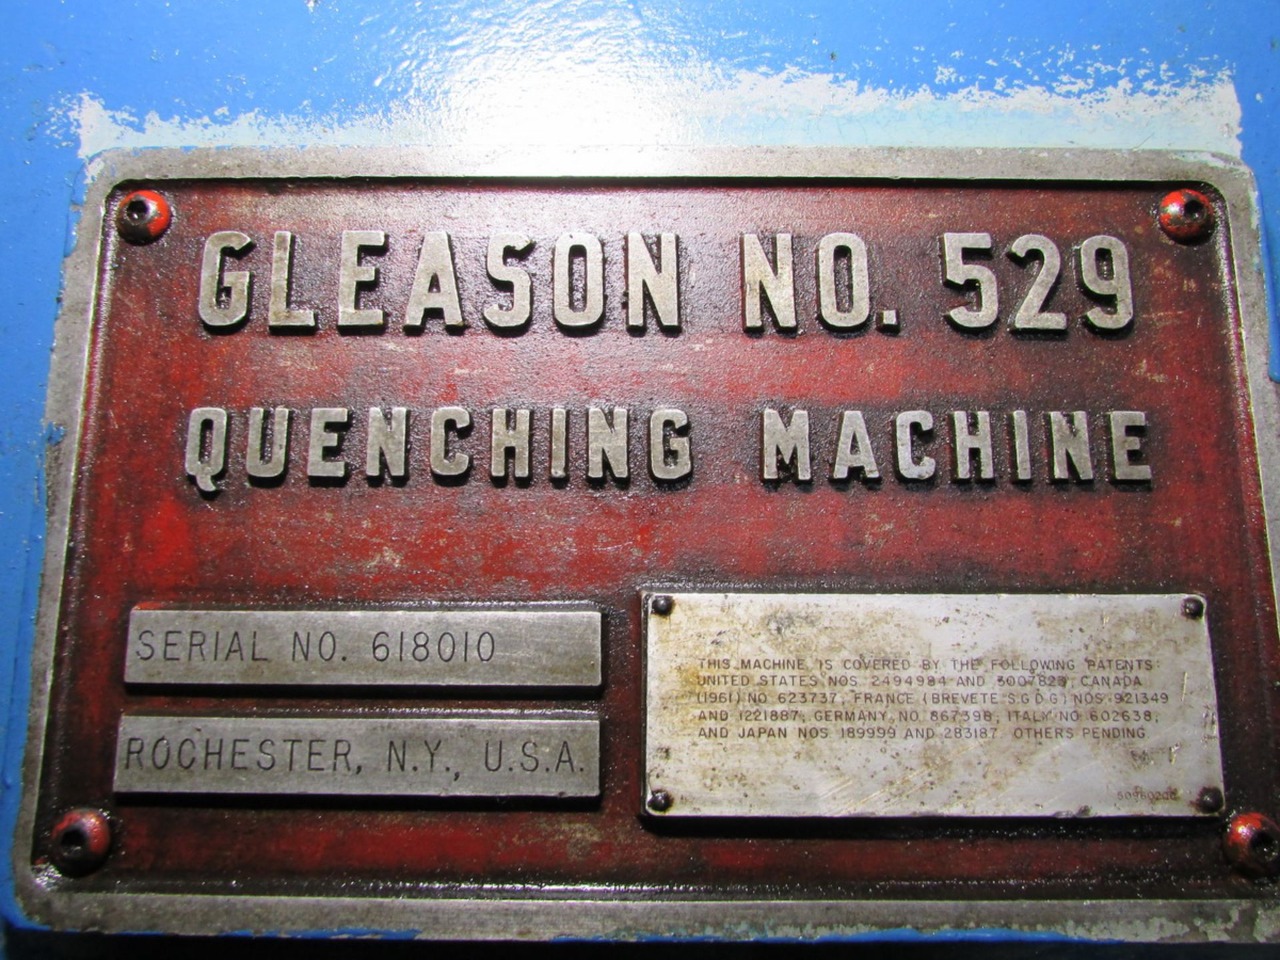 GLEASON NO. 529
QUENCHING MACHINE
SERIAL NO. 618010
ROCHESTER, N.Y., U.S.A.
THIS MACHINE IS COVERED BY THE FOLLOWING PATENTS:
UNITED STATES NOS. 2494984 AND 3007823, CANADA
(1961) NO 623737, FRANCE (BREVETE S.G.D.G.) NOS. 921349
AND 1221887, GERMANY, NO. 867398, ITALY NO 602638,
AND JAPAN NOS 189999 AND 283187. OTHERS PENDING